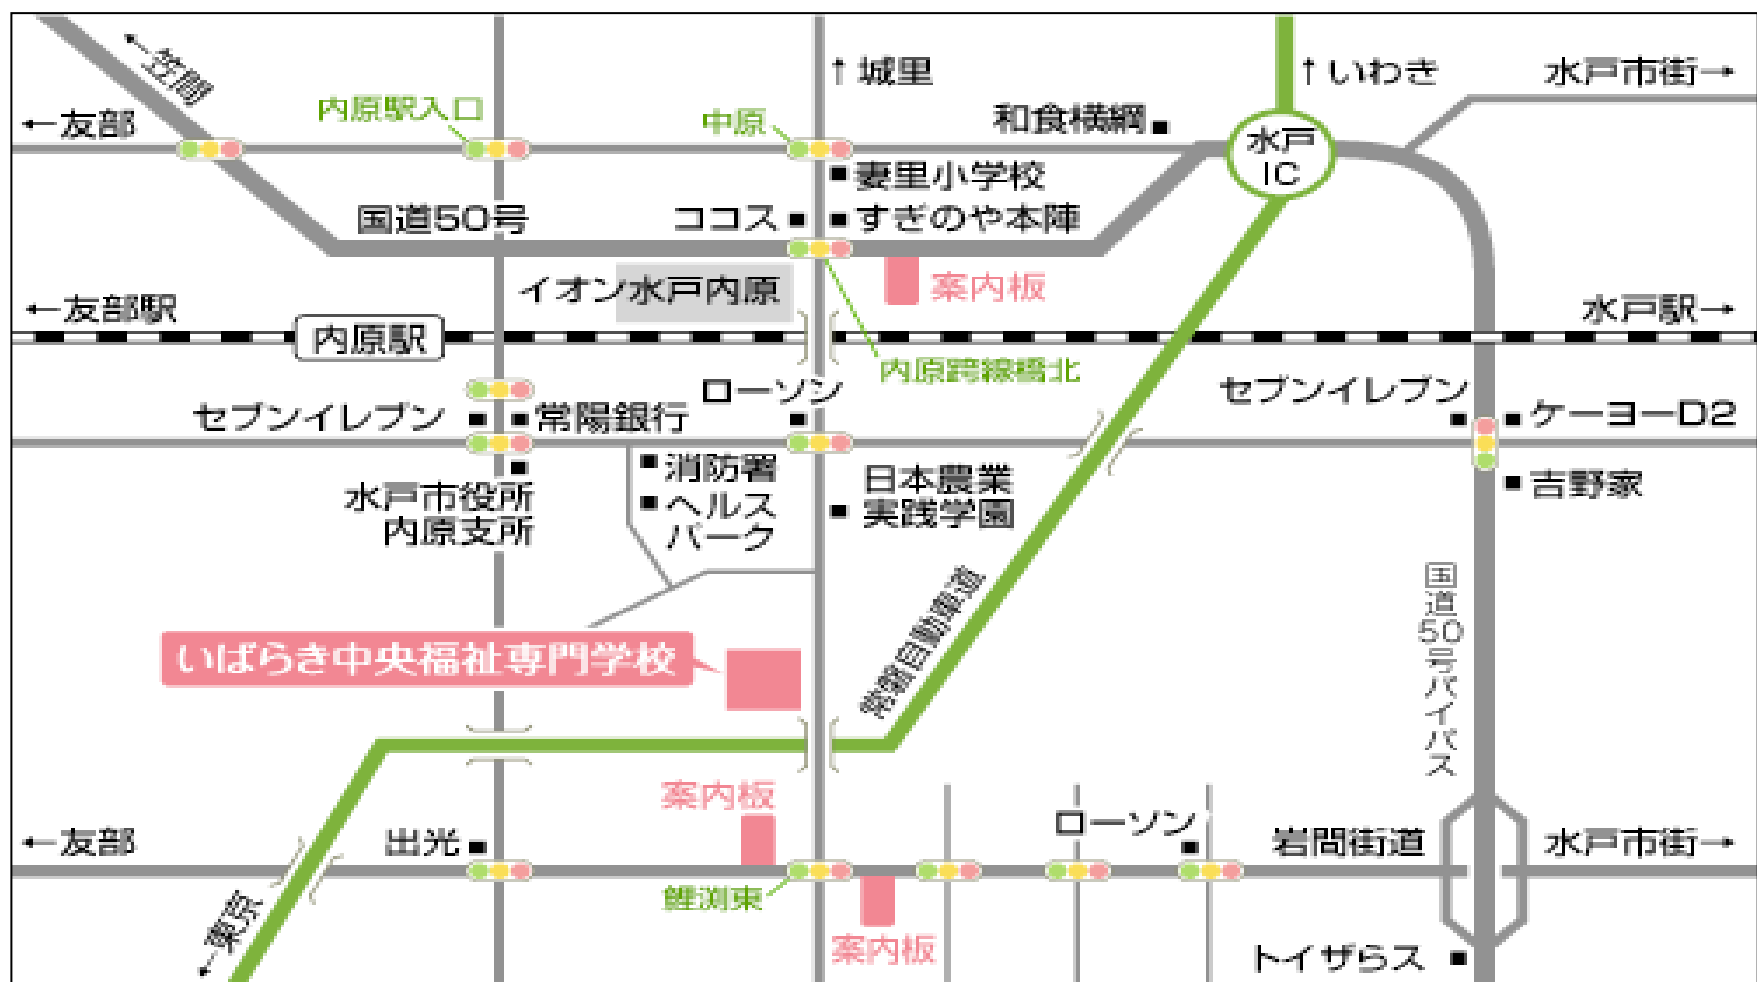 ←笠間
↑城里
↑いわき
水戸市街→
←友部
内原駅入口
中原
和食横綱
水戸
IC
妻里小学校
国道50号
ココス
すぎのや本陣
イオン水戸内原
案内板
←友部駅
水戸駅→
内原駅
内原跨線橋北
ローソン
セブンイレブン
常陽銀行
セブンイレブン
ケーヨーD2
消防署
日本農業
実践学園
吉野家
水戸市役所
内原支所
ヘルス
パーク
常磐自動車道
国道50号バイパス
いばらき中央福祉専門学校
案内板
←友部
出光
ローソン
岩間街道
水戸市街→
鯉渕東
←東京
案内板
トイザらス